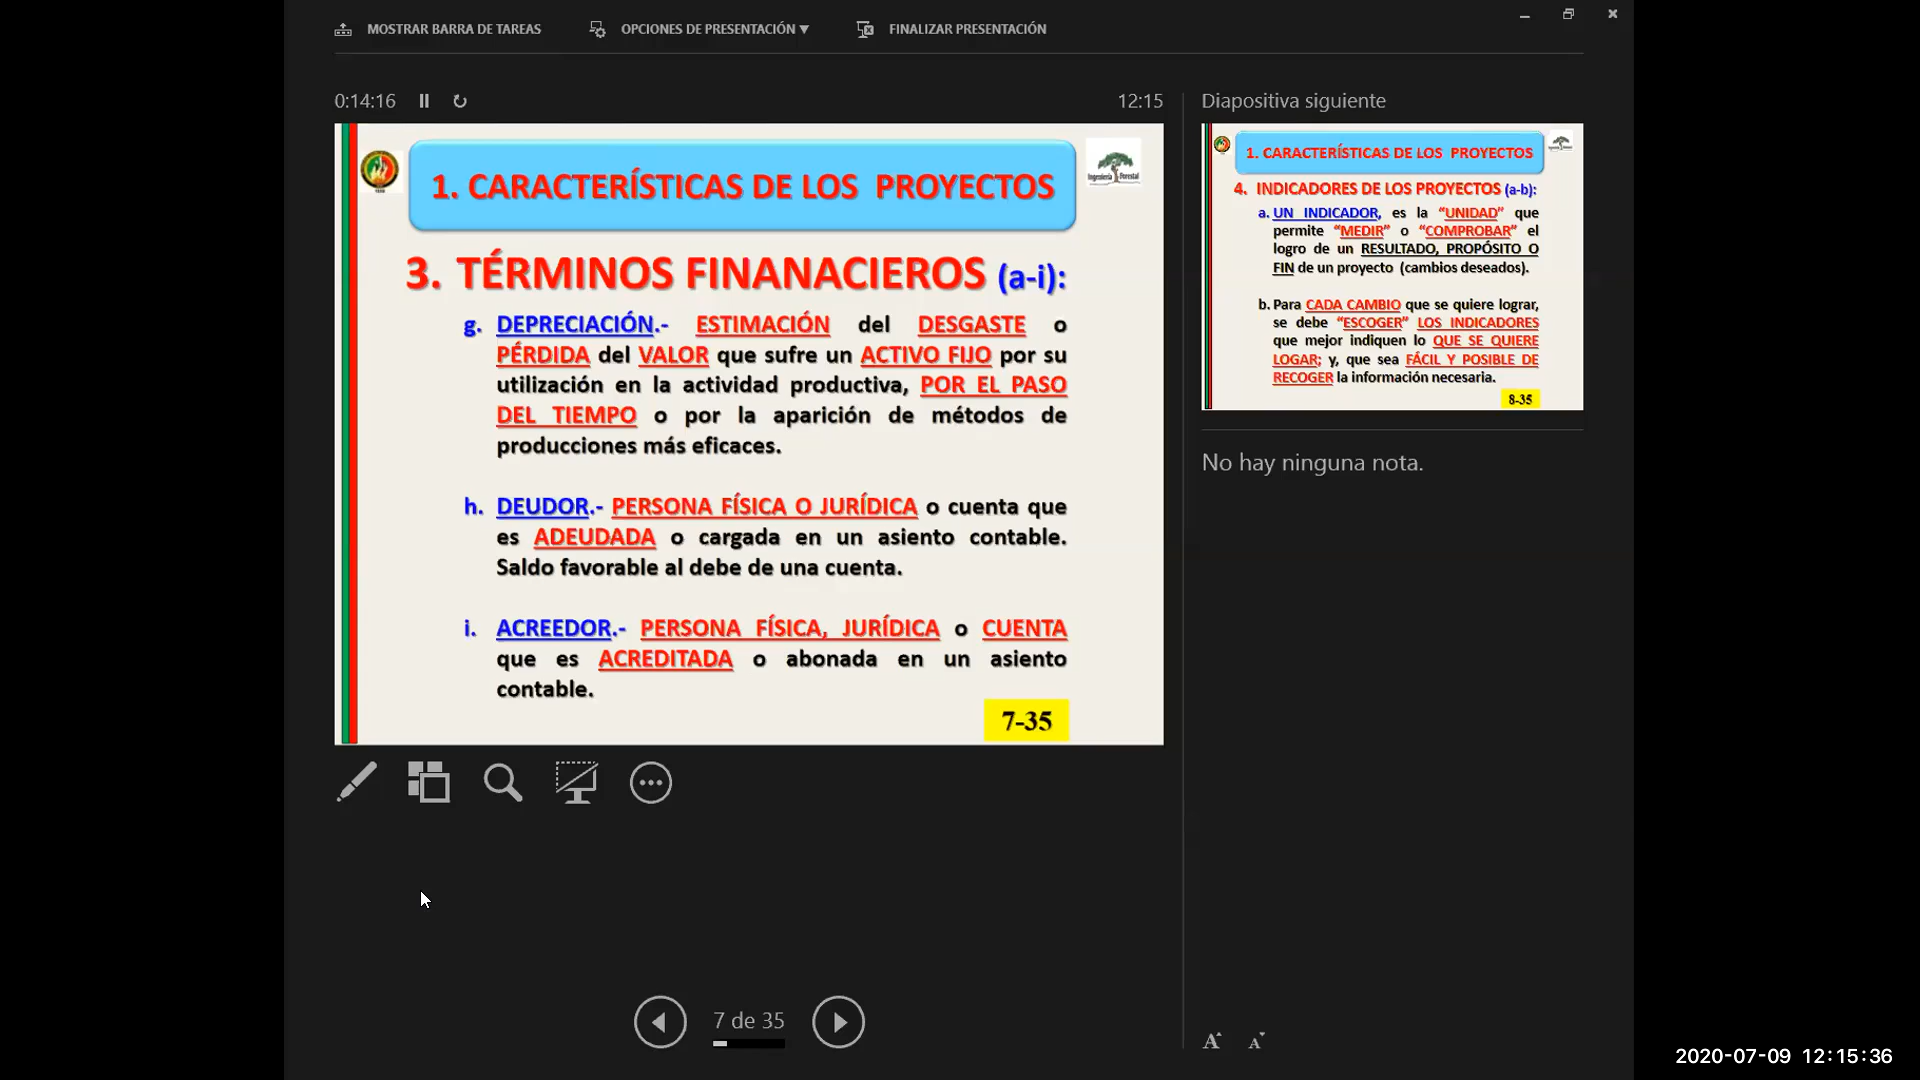 MOSTRAR BARRA DE TAREAS
OPCIONES DE PRESENTACIÓN ▼
FINALIZAR PRESENTACIÓN
0:14:16
12:15
1. CARACTERÍSTICAS DE LOS PROYECTOS
Ingeniería Forestal
3. TÉRMINOS FINANACIEROS (a-i):
g. DEPRECIACIÓN.- ESTIMACIÓN del DESGASTE o
PÉRDIDA del VALOR que sufre un ACTIVO FIJO por su
utilización en la actividad productiva, POR EL PASO
DEL TIEMPO o por la aparición de métodos de
producciones más eficaces.
h. DEUDOR.- PERSONA FÍSICA O JURÍDICA o cuenta que
es ADEUDADA o cargada en un asiento contable.
Saldo favorable al debe de una cuenta.
i. ACREEDOR.- PERSONA FÍSICA, JURÍDICA o CUENTA
que es ACREDITADA o abonada en un asiento
contable.
7-35
Diapositiva siguiente
1. CARACTERÍSTICAS DE LOS PROYECTOS
4. INDICADORES DE LOS PROYECTOS (a-b):
a. UN INDICADOR, es la “UNIDAD” que
permite “MEDIR” o “COMPROBAR” el
logro de un RESULTADO, PROPÓSITO O
FIN de un proyecto (cambios deseados).
b. Para CADA CAMBIO que se quiere lograr,
se debe “ESCOGER” LOS INDICADORES
que mejor indiquen lo QUE SE QUIERE
LOGAR; y, que sea FÁCIL Y POSIBLE DE
RECOGER la información necesaria.
8-35
No hay ninguna nota.
7 de 35
A A
2020-07-09 12:15:36